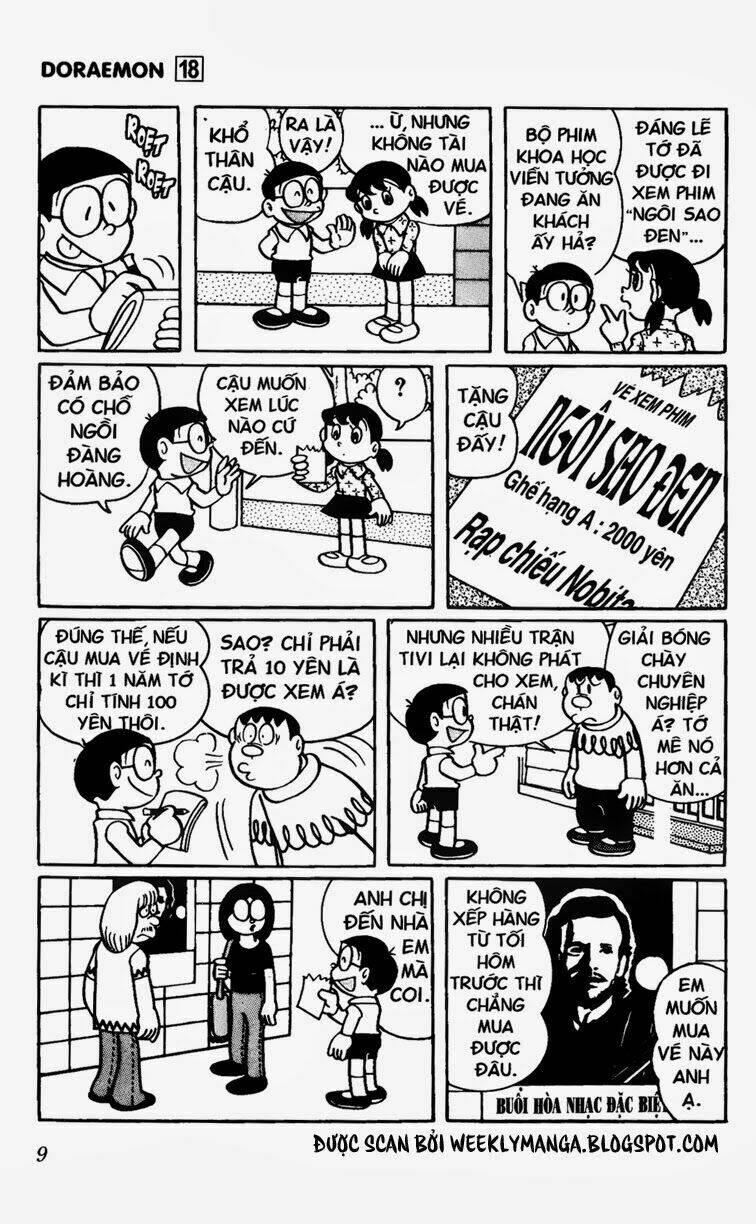 DORAEMON 18
ĐÁNG LẼ
TỚ ĐÃ
ĐƯỢC ĐI
XEM PHIM
“NGÔI SAO
ĐEN”...
BỘ PHIM
KHOA HỌC
VIỄN TƯỞNG
ĐANG ĂN
KHÁCH
ẤY HẢ?
... Ừ, NHƯNG
KHÔNG TÀI
NÀO MUA
ĐƯỢC
VÉ.
RA LÀ
VẬY!
KHỔ
THÂN
CẬU.
ROẸT
ROẸT
VÉ XEM PHIM
NGÔI SAO ĐEN
Ghế hạng A : 2000 yên
Rạp chiếu Nobita
TẶNG
CẬU
ĐẤY!
?
CẬU MUỐN
XEM LÚC
NÀO CỨ
ĐẾN.
ĐẢM BẢO
CÓ CHỖ
NGỒI
ĐÀNG
HOÀNG.
GIẢI BÓNG
CHÀY
CHUYÊN
NGHIỆP
Á? TỚ
MÊ NÓ
HƠN CẢ
ĂN...
NHƯNG NHIỀU TRẬN
TIVI LẠI KHÔNG PHÁT
CHO XEM,
CHÁN
THẬT!
SAO? CHỈ PHẢI
TRẢ 10 YÊN LÀ
ĐƯỢC XEM Á?
ĐÚNG THẾ, NẾU
CẬU MUA VÉ ĐỊNH
KÌ THÌ 1 NĂM TỚ
CHỈ TÍNH 100
YÊN THÔI.
EM
MUỐN
MUA
VÉ NÀY
ANH
Ạ.
KHÔNG
XẾP HÀNG
TỪ TỐI
HÔM
TRƯỚC THÌ
CHẲNG
MUA
ĐƯỢC
ĐÂU.
BUỔI HÒA NHẠC ĐẶC BIỆT
ANH CHỊ
ĐẾN NHÀ
EM
MÀ
COI.
9
ĐƯỢC SCAN BỞI WEEKLYMANGA.BLOGSPOT.COM